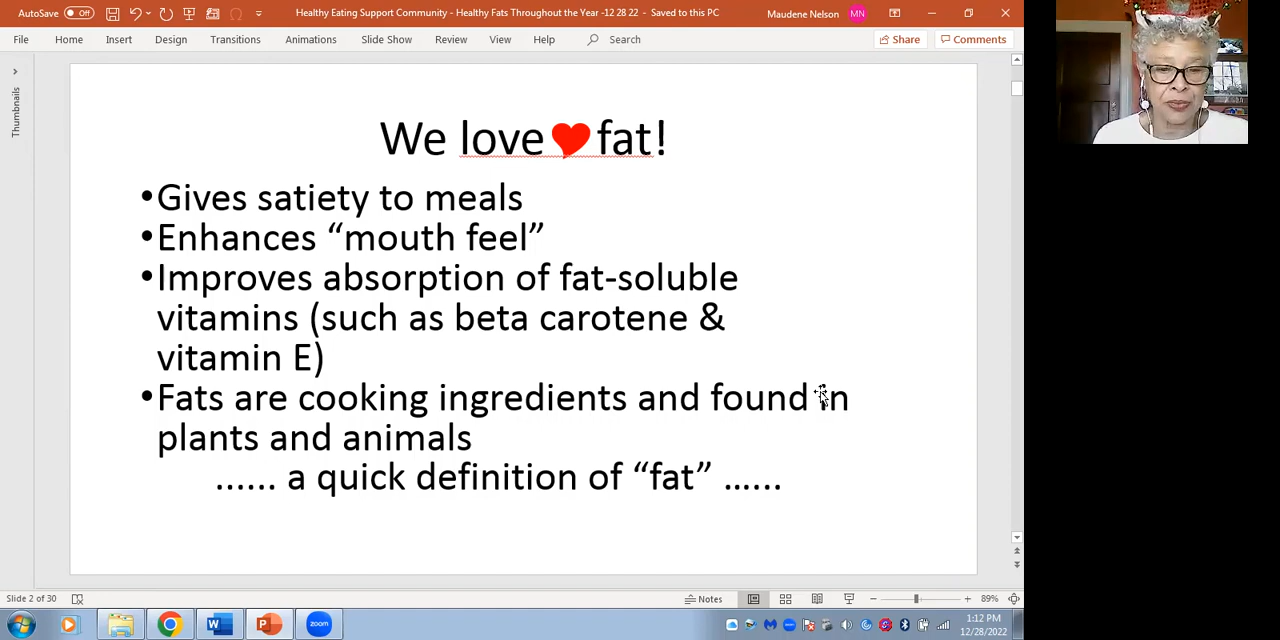 AutoSave Off Healthy Eating Support Community - Healthy Fats Throughout the Year -12 28 22 - Saved to this PC Maudene Nelson MN
File Home Insert Design Transitions Animations Slide Show Review View Help Search Share Comments
Thumbnails
We love fat!
•Gives satiety to meals
•Enhances “mouth feel”
•Improves absorption of fat-soluble
vitamins (such as beta carotene &
vitamin E)
•Fats are cooking ingredients and found in
plants and animals
...... a quick definition of “fat” ......
Slide 2 of 30 Notes 89%
zoom
1:12 PM
12/28/2022